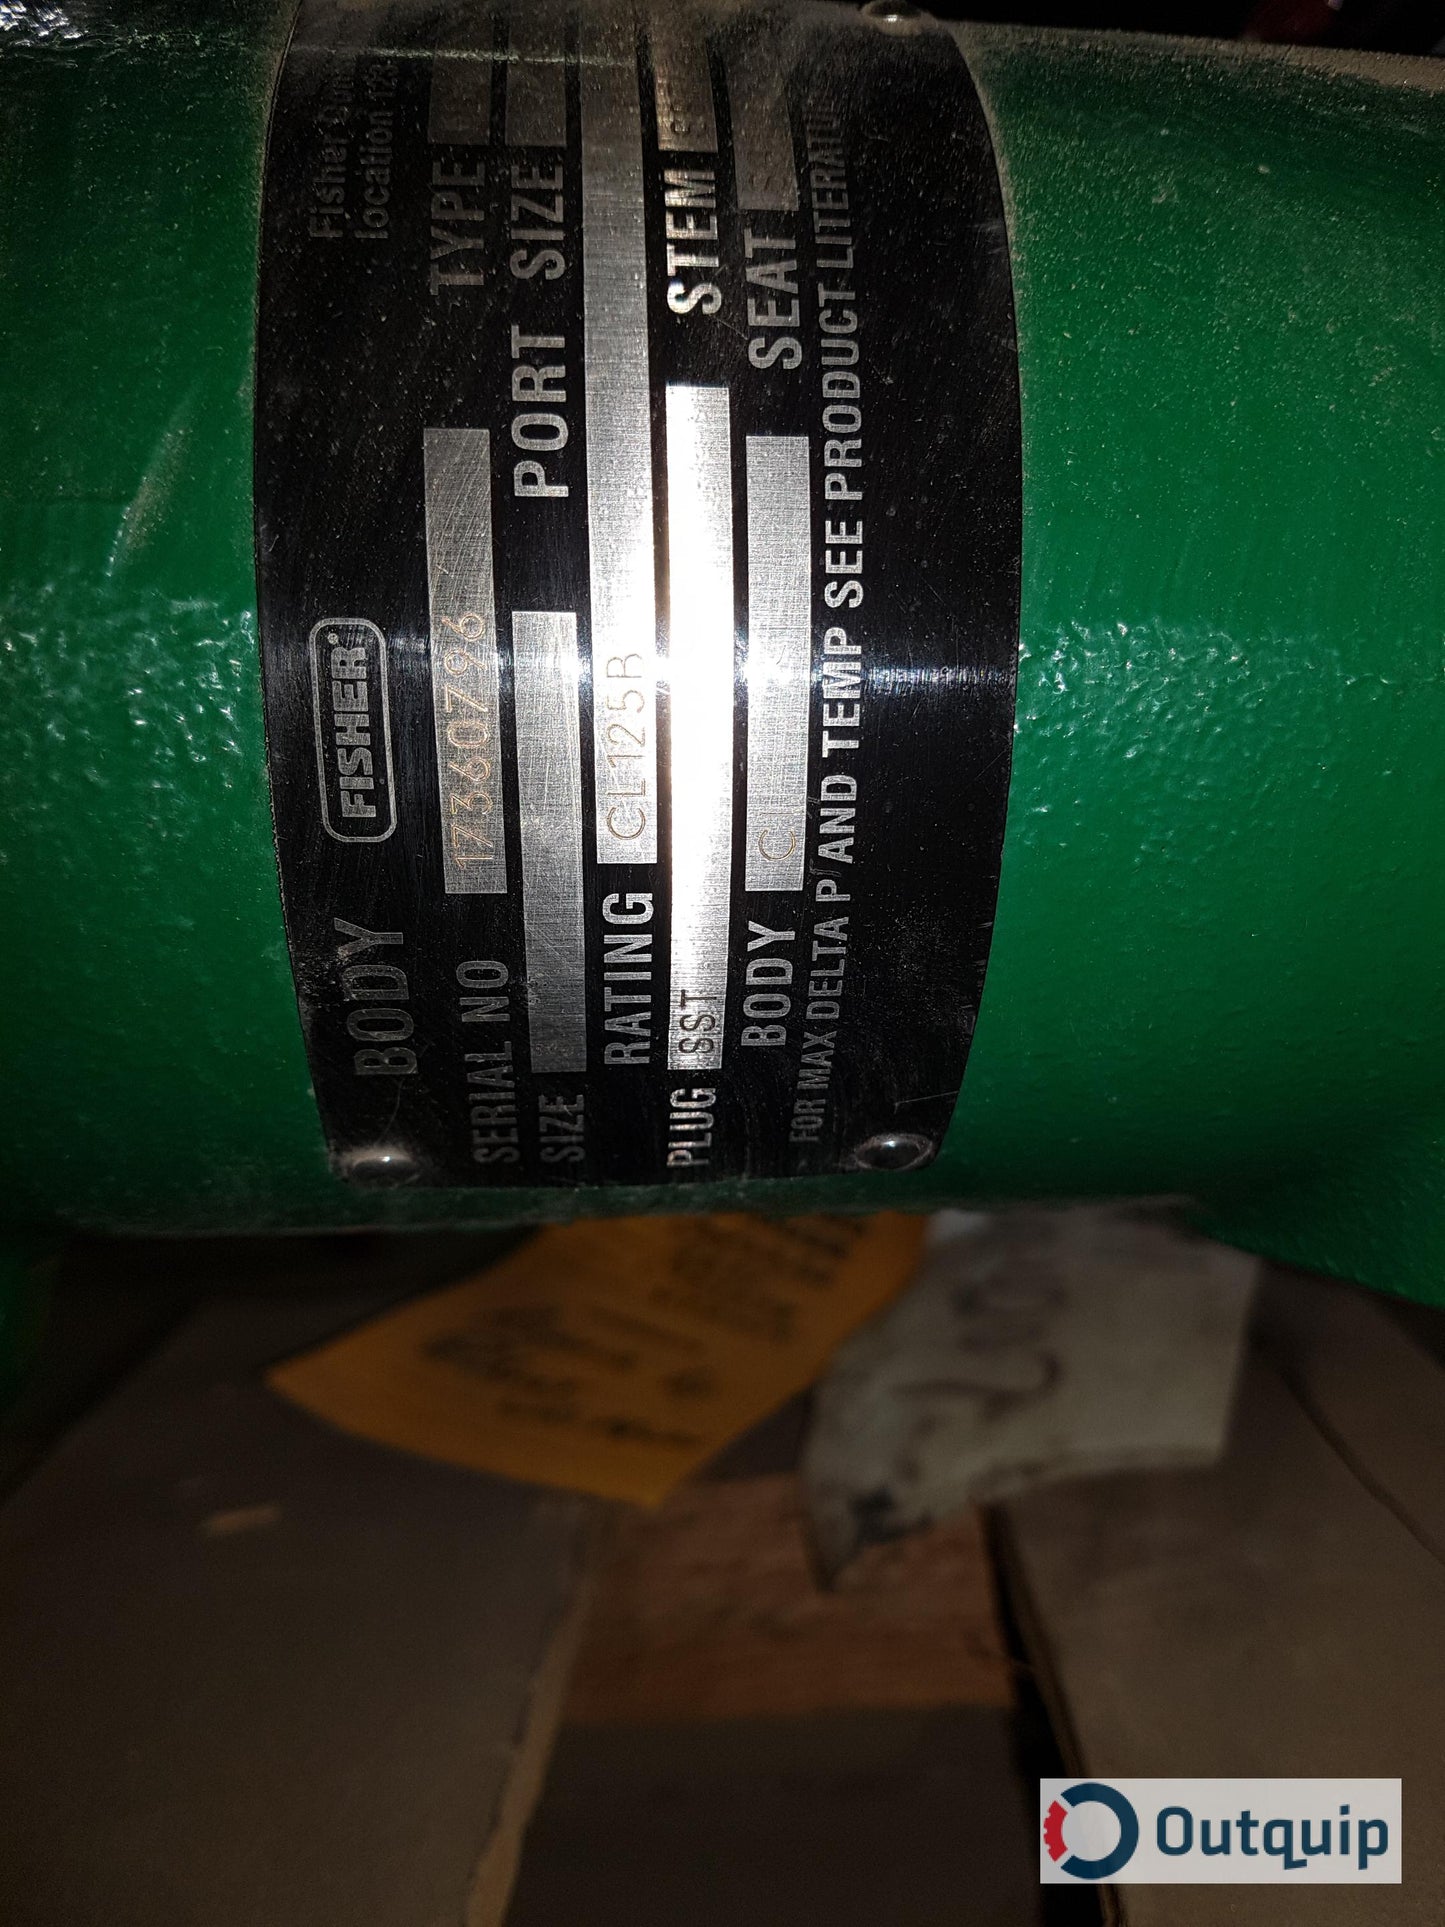 BODY FISHER® Fisher
location 123
SERIAL NO 17360796 TYPE
SIZE PORT SIZE
RATING CL125B
PLUG SST STEM
BODY CI SEAT
FOR MAX DELTA P AND TEMP SEE PRODUCT LITERATU
Outquip